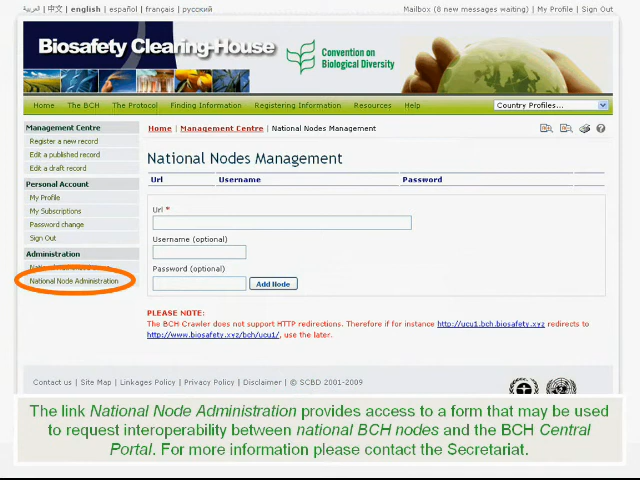 العربية | 中文 | english | español | français | русский
Mailbox (8 new messages waiting) | My Profile | Sign Out
Biosafety Clearing-House
Convention on
Biological Diversity
Home The BCH The Protocol Finding Information Registering Information Resources Help Country Profiles...
Management Centre
Register a new record
Edit a published record
Edit a draft record
Personal Account
My Profile
My Subscriptions
Password change
Sign Out
Administration
National Node Administration
Home | Management Centre | National Nodes Management
National Nodes Management
Url Username Password
Url *
Username (optional)
Password (optional)
Add Node
PLEASE NOTE:
The BCH Crawler does not support HTTP redirections. Therefore if for instance http://ucu1.bch.biosafety.xyz redirects to
http://www.biosafety.xyz/bch/ucu1/, use the later.
Contact us | Site Map | Linkages Policy | Privacy Policy | Disclaimer | © SCBD 2001-2009
The link National Node Administration provides access to a form that may be used
to request interoperability between national BCH nodes and the BCH Central
Portal. For more information please contact the Secretariat.